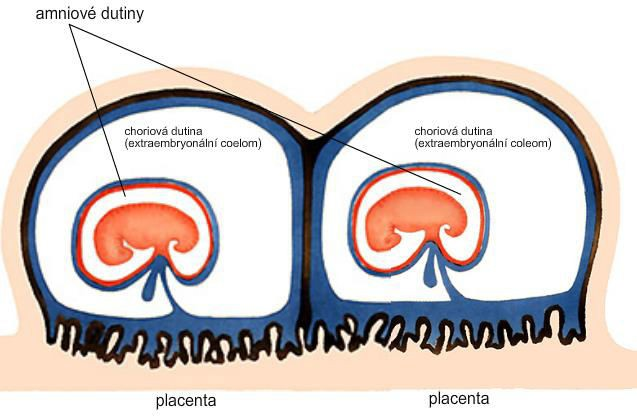 amniové dutiny
choriová dutina
(extraembryonální coelom)
choriová dutina
(extraembryonální coleom)
placenta
placenta